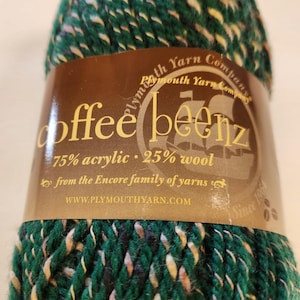 Plymouth Yarn Company
Plymouth Yarn Company
coffee beenz
75% acrylic · 25% wool
from the Encore family of yarns
WWW.PLYMOUTHYARN.COM
Since